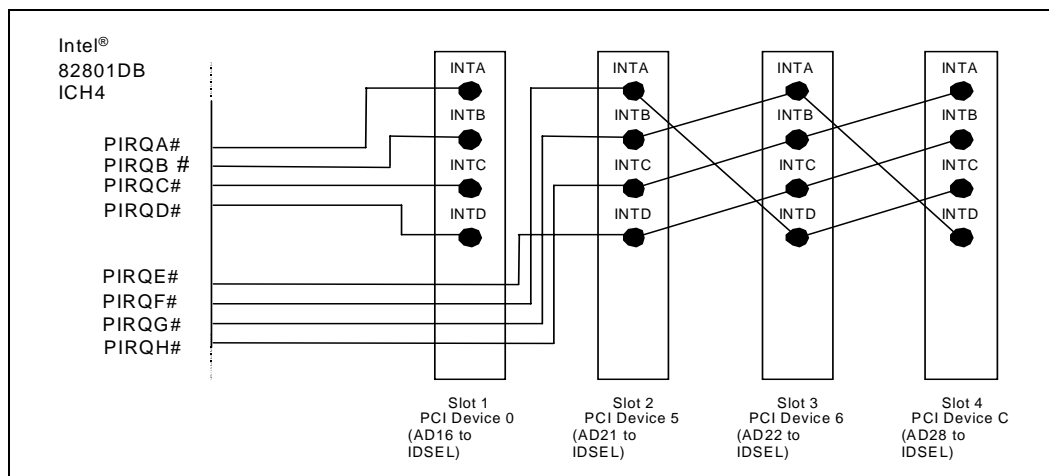 Intel®
82801DB
ICH4
PIRQA#
PIRQB #
PIRQC#
PIRQD#
PIRQE#
PIRQF#
PIRQG#
PIRQH#
INTA
INTB
INTC
INTD
Slot 1
PCI Device 0
(AD16 to
IDSEL)
INTA
INTB
INTC
INTD
Slot 2
PCI Device 5
(AD21 to
IDSEL)
INTA
INTB
INTC
INTD
Slot 3
PCI Device 6
(AD22 to
IDSEL)
INTA
INTB
INTC
INTD
Slot 4
PCI Device C
(AD28 to
IDSEL)